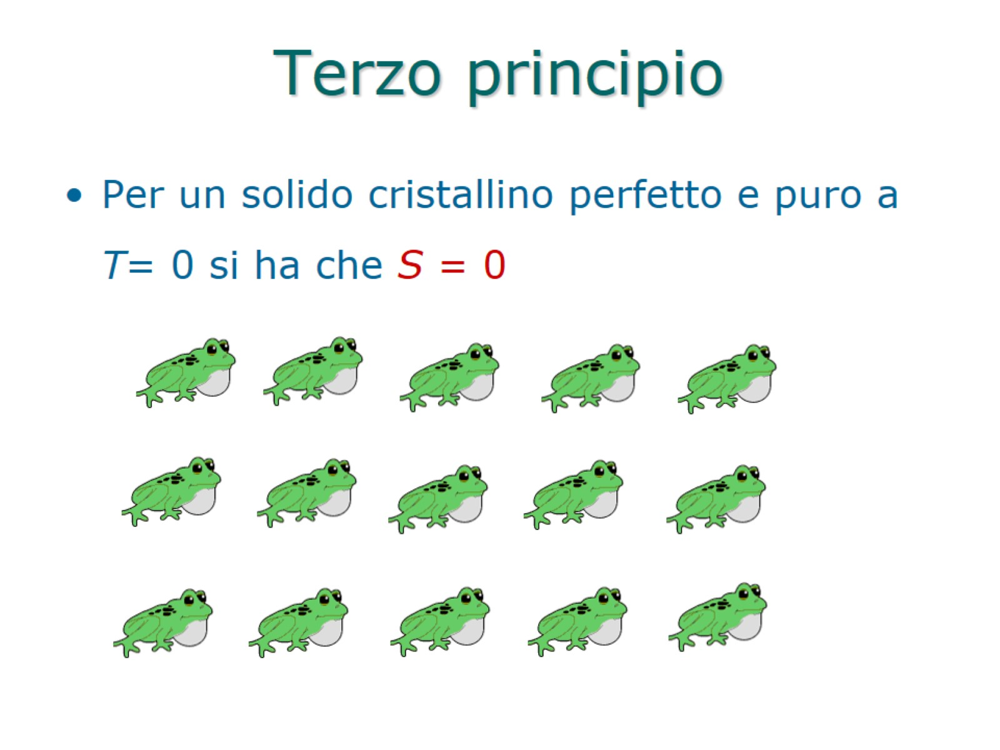 Terzo principio
• Per un solido cristallino perfetto e puro a
T= 0 si ha che S = 0